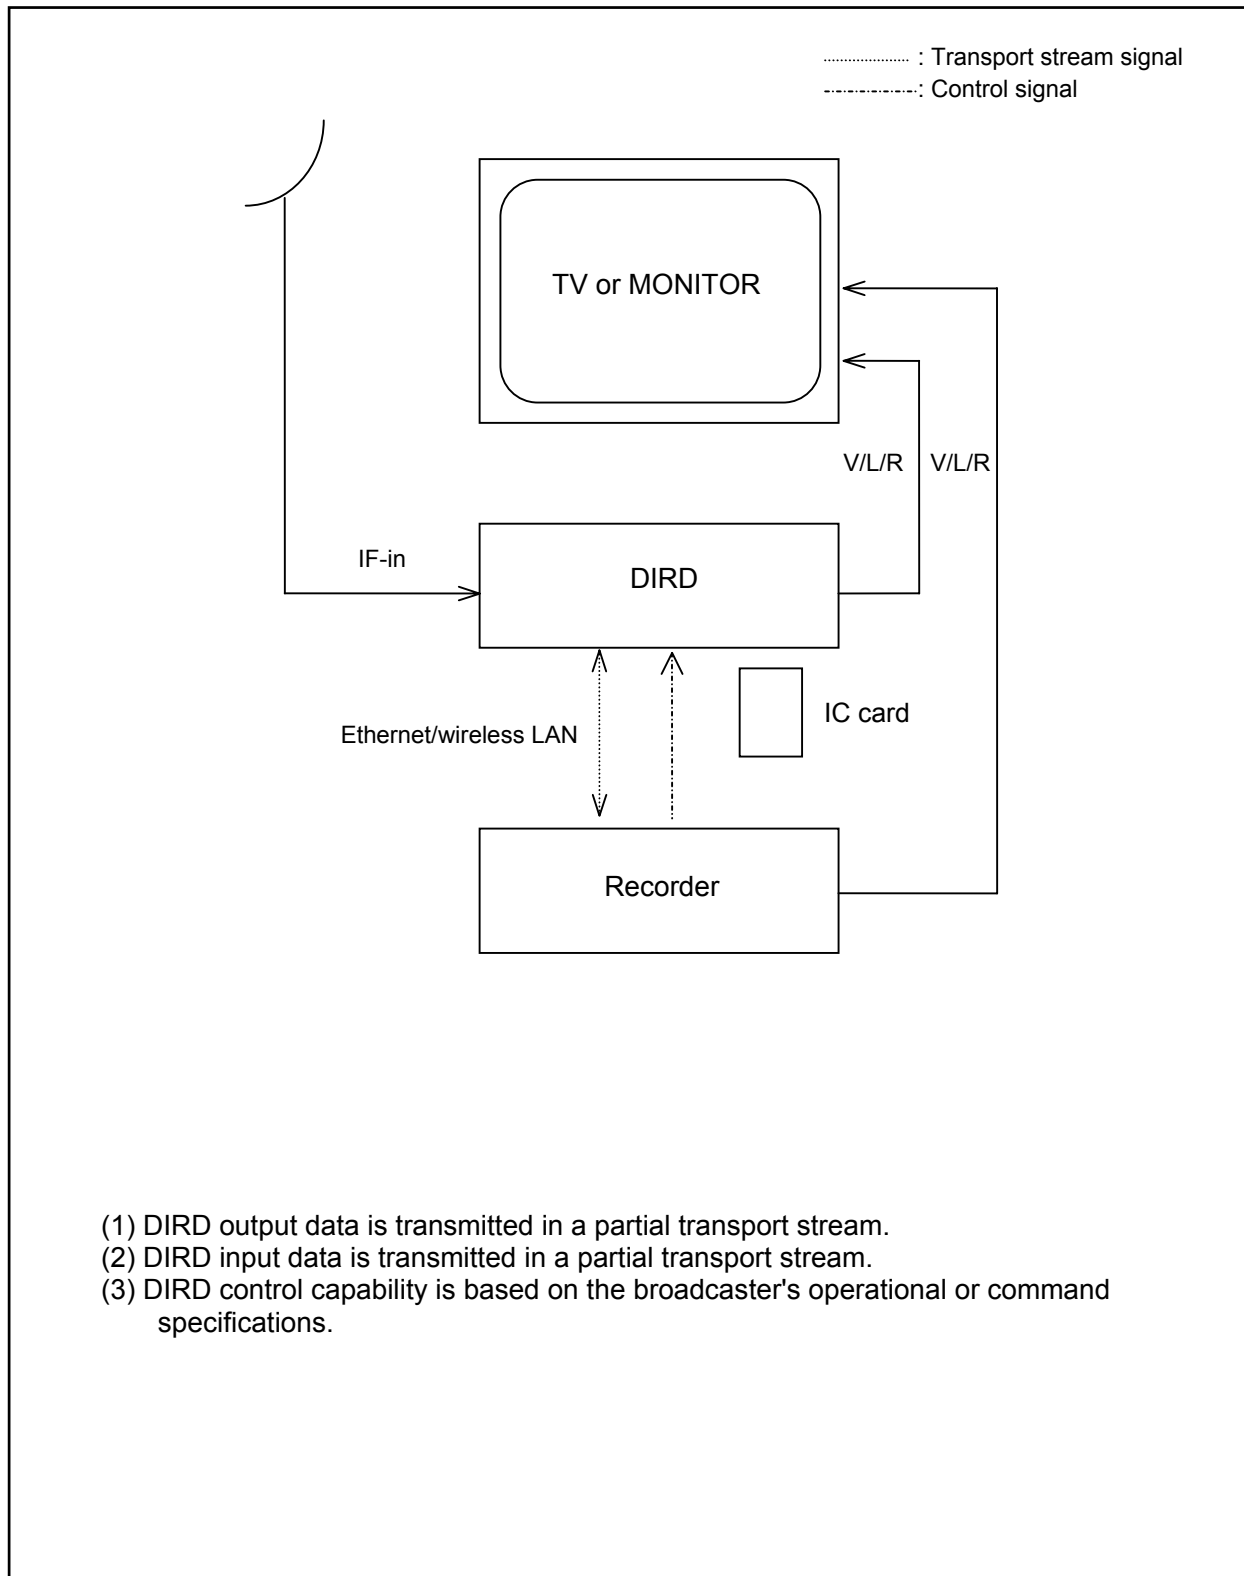 : Transport stream signal
: Control signal
TV or MONITOR
V/L/R
V/L/R
IF-in
DIRD
IC card
Ethernet/wireless LAN
Recorder
(1) DIRD output data is transmitted in a partial transport stream.
(2) DIRD input data is transmitted in a partial transport stream.
(3) DIRD control capability is based on the broadcaster's operational or command
specifications.